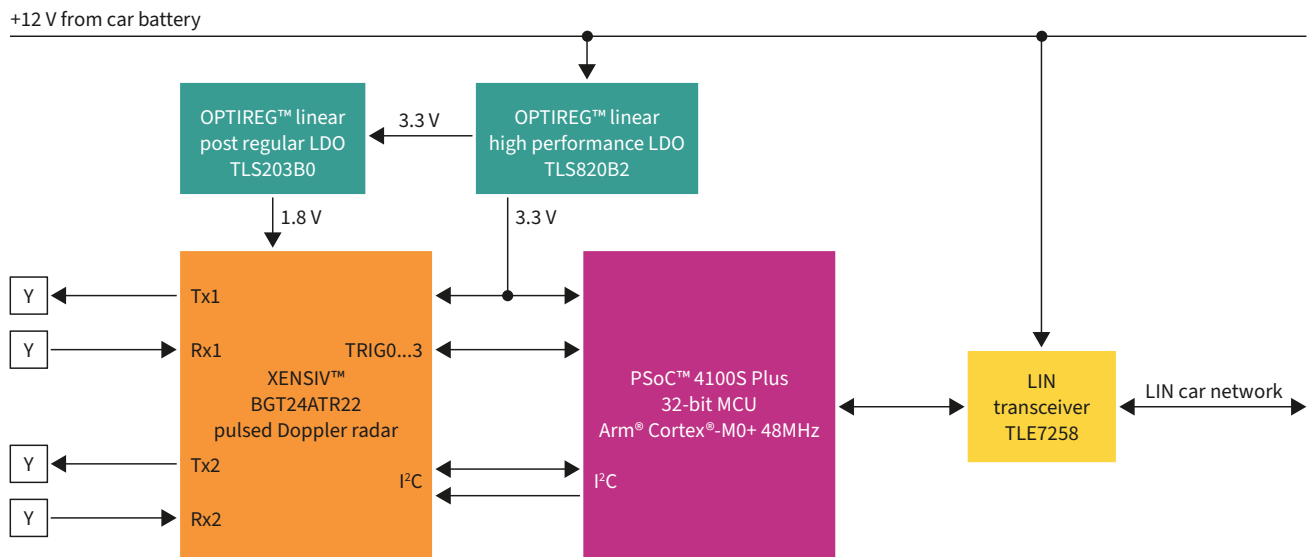 +12 V from car battery
OPTIREG™ linear
post regular LDO
TLS203B0
3.3 V
OPTIREG™ linear
high performance LDO
TLS820B2
1.8 V
3.3 V
Y
Tx1
Y
Rx1
TRIG0...3
XENSIV™
BGT24ATR22
pulsed Doppler radar
PSoC™ 4100S Plus
32-bit MCU
Arm® Cortex®-M0+ 48MHz
LIN
transceiver
TLE7258
LIN car network
Y
Tx2
I²C
I²C
Y
Rx2